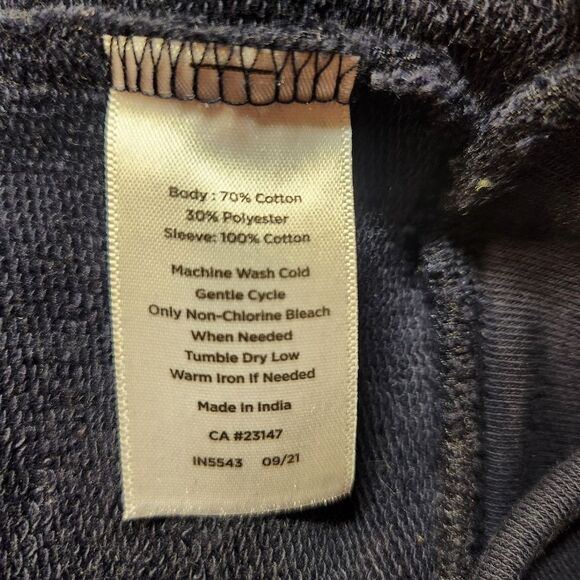 Body : 70% Cotton
30% Polyester
Sleeve: 100% Cotton
Machine Wash Cold
Gentle Cycle
Only Non-Chlorine Bleach
When Needed
Tumble Dry Low
Warm Iron If Needed
Made in India
CA #23147
IN5543 09/21